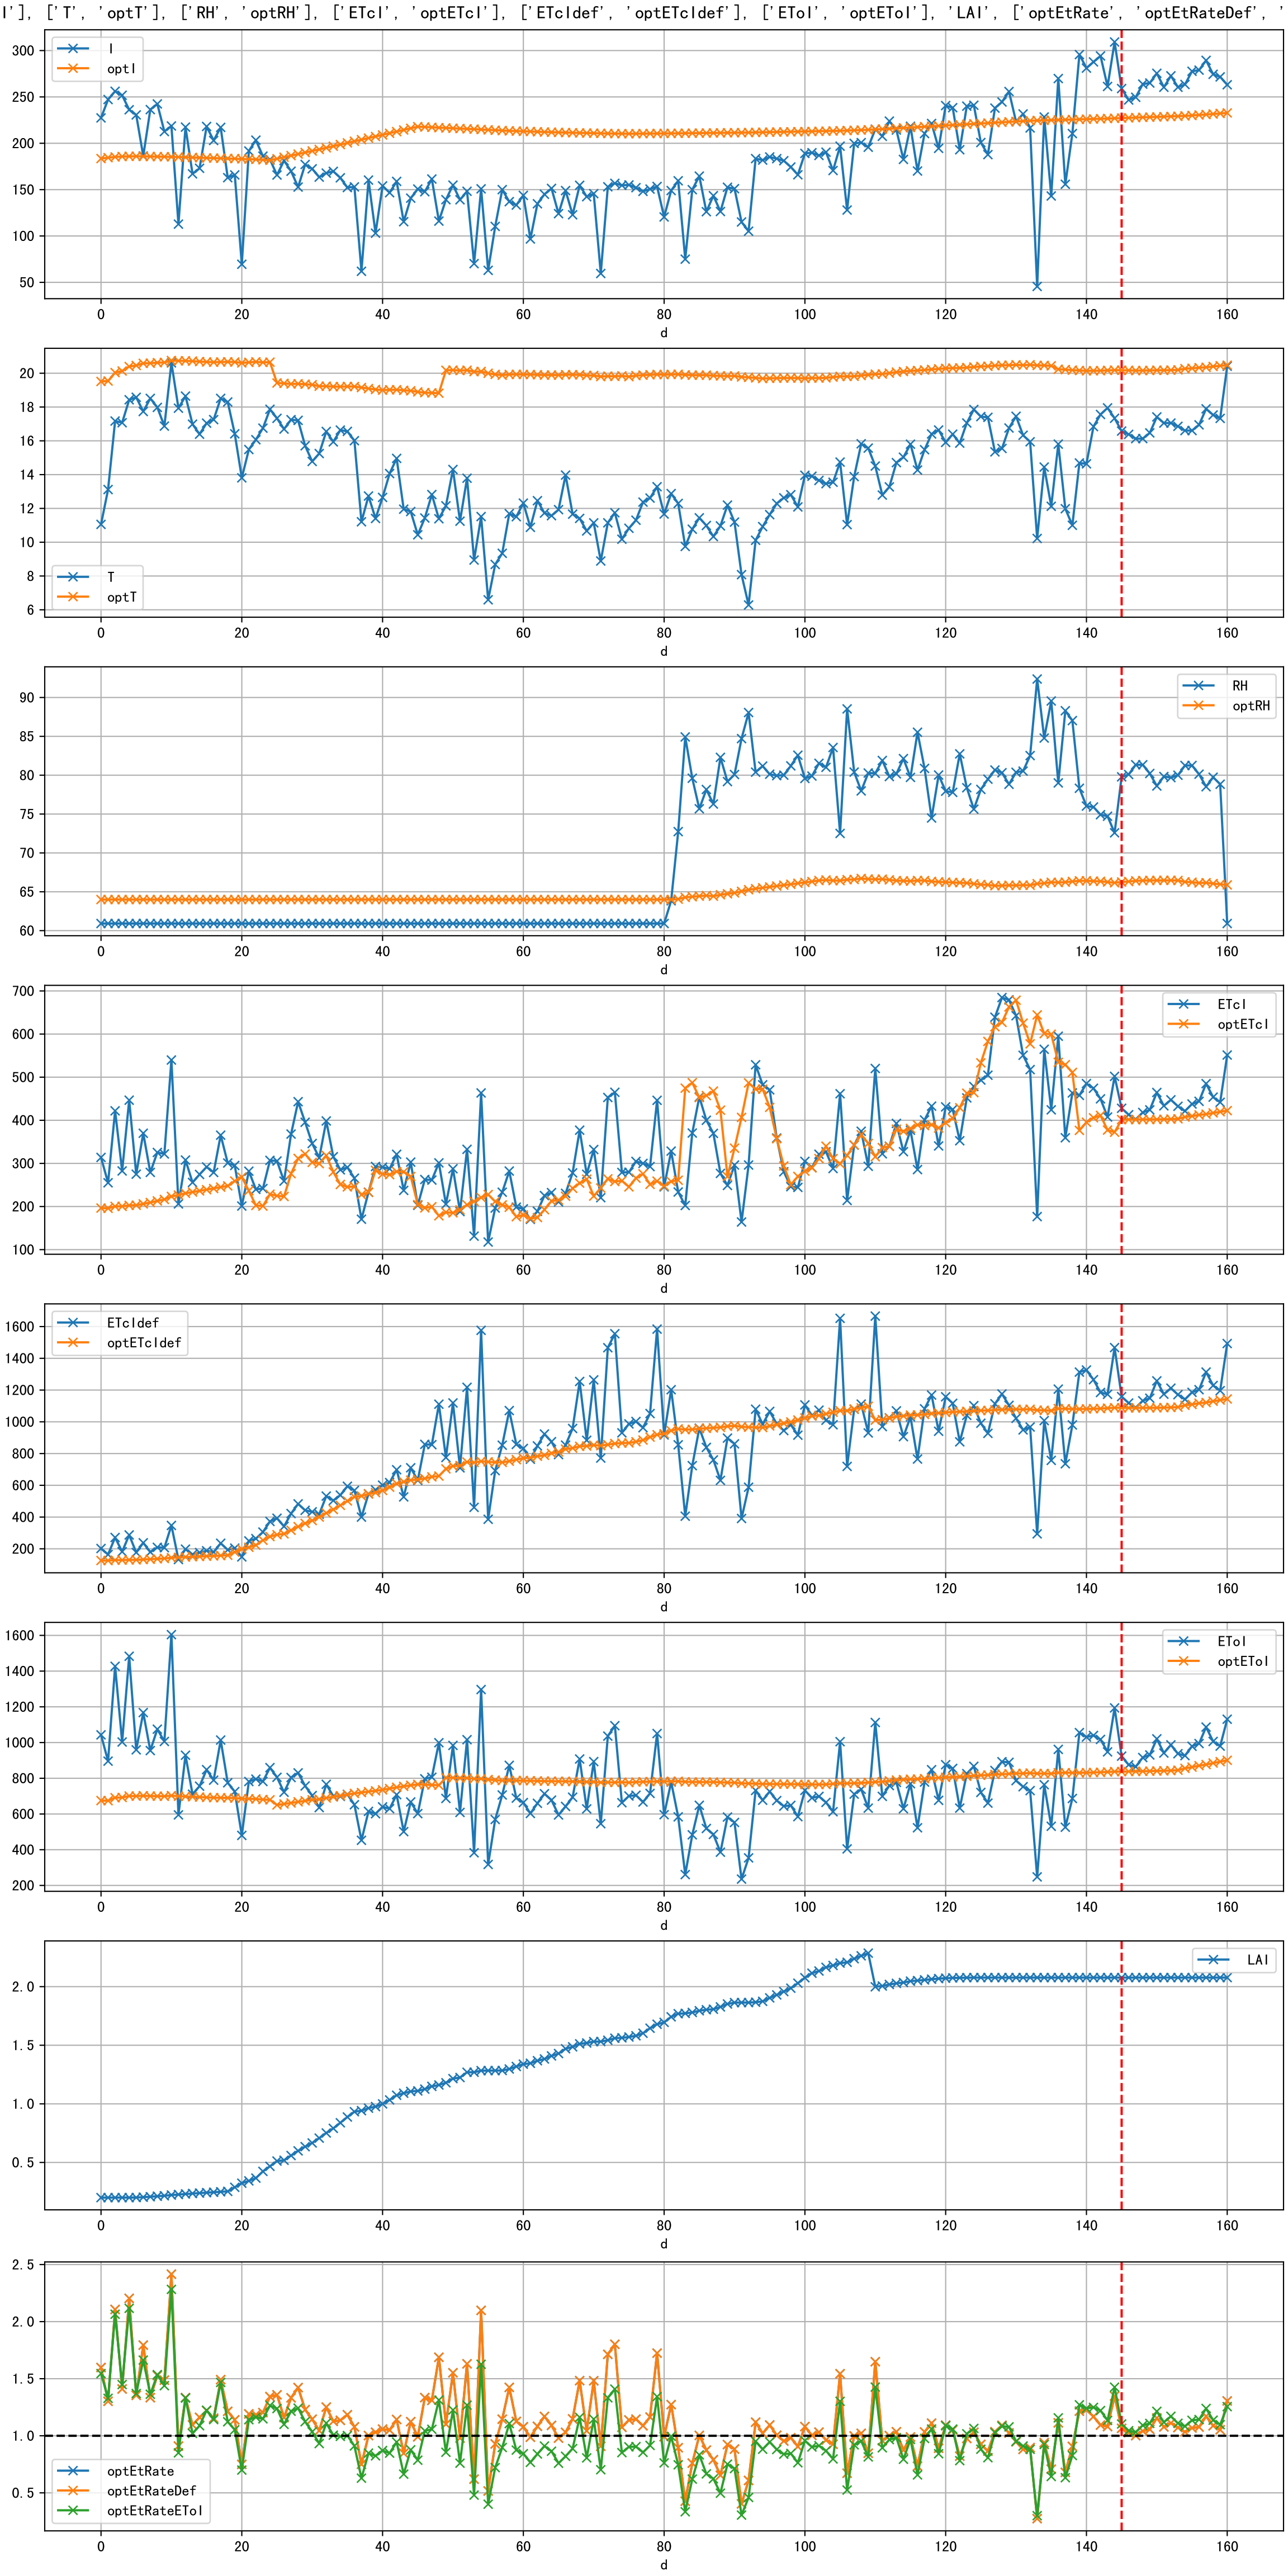 I'], ['T', 'optT'], ['RH', 'optRH'], ['ETcI', 'optETcI'], ['ETcIdef', 'optETcIdef'], ['EToI', 'optEToI'], 'LAI', ['optEtRate', 'optEtRateDef', '
I
optI
300
250
200
150
100
50
0 20 40 60 80 100 120 140 160
d
20
18
16
14
12
10
8
6
T
optT
0 20 40 60 80 100 120 140 160
d
RH
optRH
90
85
80
75
70
65
60
0 20 40 60 80 100 120 140 160
d
ETcI
optETcI
700
600
500
400
300
200
100
0 20 40 60 80 100 120 140 160
d
ETcIdef
optETcIdef
1600
1400
1200
1000
800
600
400
200
0 20 40 60 80 100 120 140 160
d
EToI
optEToI
1600
1400
1200
1000
800
600
400
200
0 20 40 60 80 100 120 140 160
d
LAI
2.0
1.5
1.0
0.5
0 20 40 60 80 100 120 140 160
d
2.5
2.0
1.5
1.0
0.5
optEtRate
optEtRateDef
optEtRateEToI
0 20 40 60 80 100 120 140 160
d